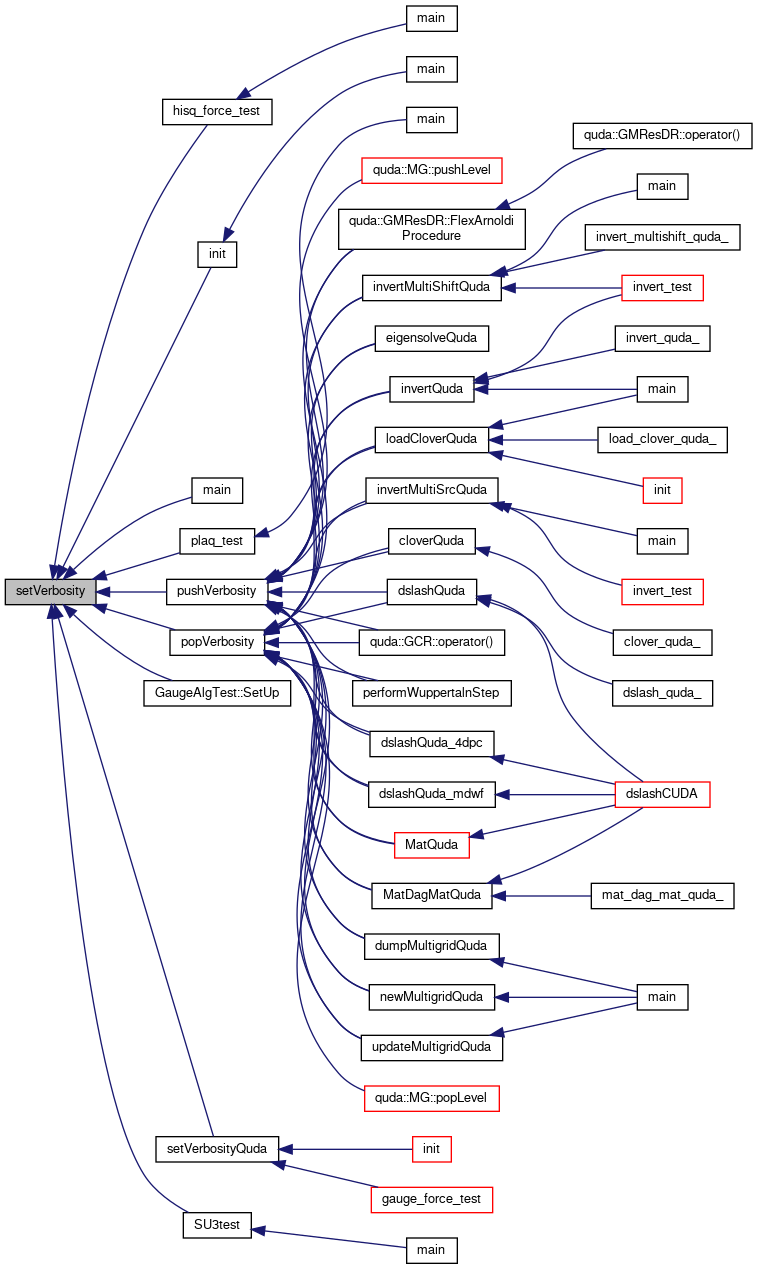 main
main
hisq_force_test
main
quda::GMResDR::operator()
quda::MG::pushLevel
main
quda::GMResDR::FlexArnoldi
Procedure
invert_multishift_quda_
init
invertMultiShiftQuda
invert_test
eigensolveQuda
invert_quda_
invertQuda
main
loadCloverQuda
load_clover_quda_
main
invertMultiSrcQuda
init
plaq_test
cloverQuda
main
setVerbosity
pushVerbosity
dslashQuda
invert_test
popVerbosity
quda::GCR::operator()
clover_quda_
GaugeAlgTest::SetUp
performWuppertalnStep
dslash_quda_
dslashQuda_4dpc
dslashQuda_mdwf
dslashCUDA
MatQuda
MatDagMatQuda
mat_dag_mat_quda_
dumpMultigridQuda
newMultigridQuda
main
updateMultigridQuda
quda::MG::popLevel
setVerbosityQuda
init
gauge_force_test
SU3test
main